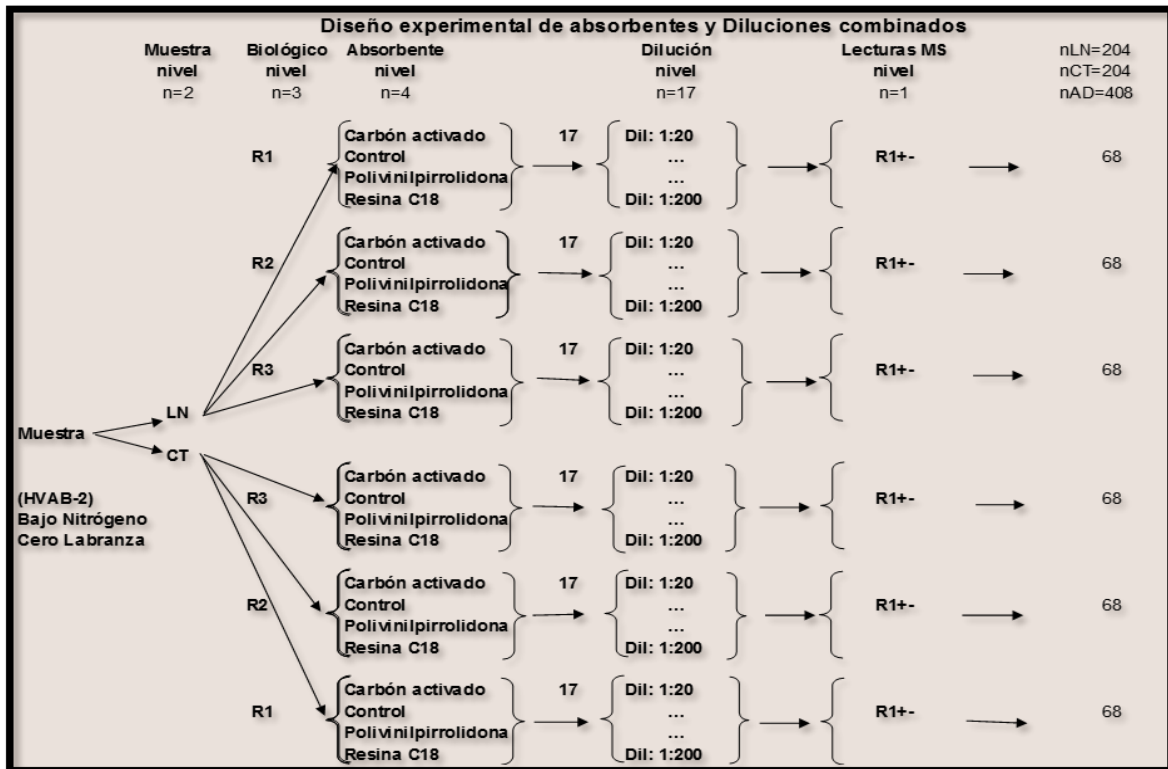 Diseño experimental de absorbentes y Diluciones combinados
Muestra Biológico Absorbente Dilución Lecturas MS nLN=204
nivel nivel nivel nivel nivel nCT=204
n=2 n=3 n=4 n=17 n=1 nAD=408
Carbón activado 17 Dil: 1:20
R1 Control ... R1+- 68
Polivinilpirrolidona ...
Resina C18 Dil: 1:200
Carbón activado 17 Dil: 1:20
R2 Control ... R1+- 68
Polivinilpirrolidona ...
Resina C18 Dil: 1:200
Carbón activado 17 Dil: 1:20
R3 Control ... R1+- 68
Polivinilpirrolidona ...
Resina C18 Dil: 1:200
LN
Muestra
CT
Carbón activado 17 Dil: 1:20
(HVAB-2) R3 Control ... R1+- 68
Bajo Nitrógeno Polivinilpirrolidona ...
Cero Labranza Resina C18 Dil: 1:200
Carbón activado 17 Dil: 1:20
R2 Control ... R1+- 68
Polivinilpirrolidona ...
Resina C18 Dil: 1:200
Carbón activado 17 Dil: 1:20
R1 Control ... R1+- 68
Polivinilpirrolidona ...
Resina C18 Dil: 1:200